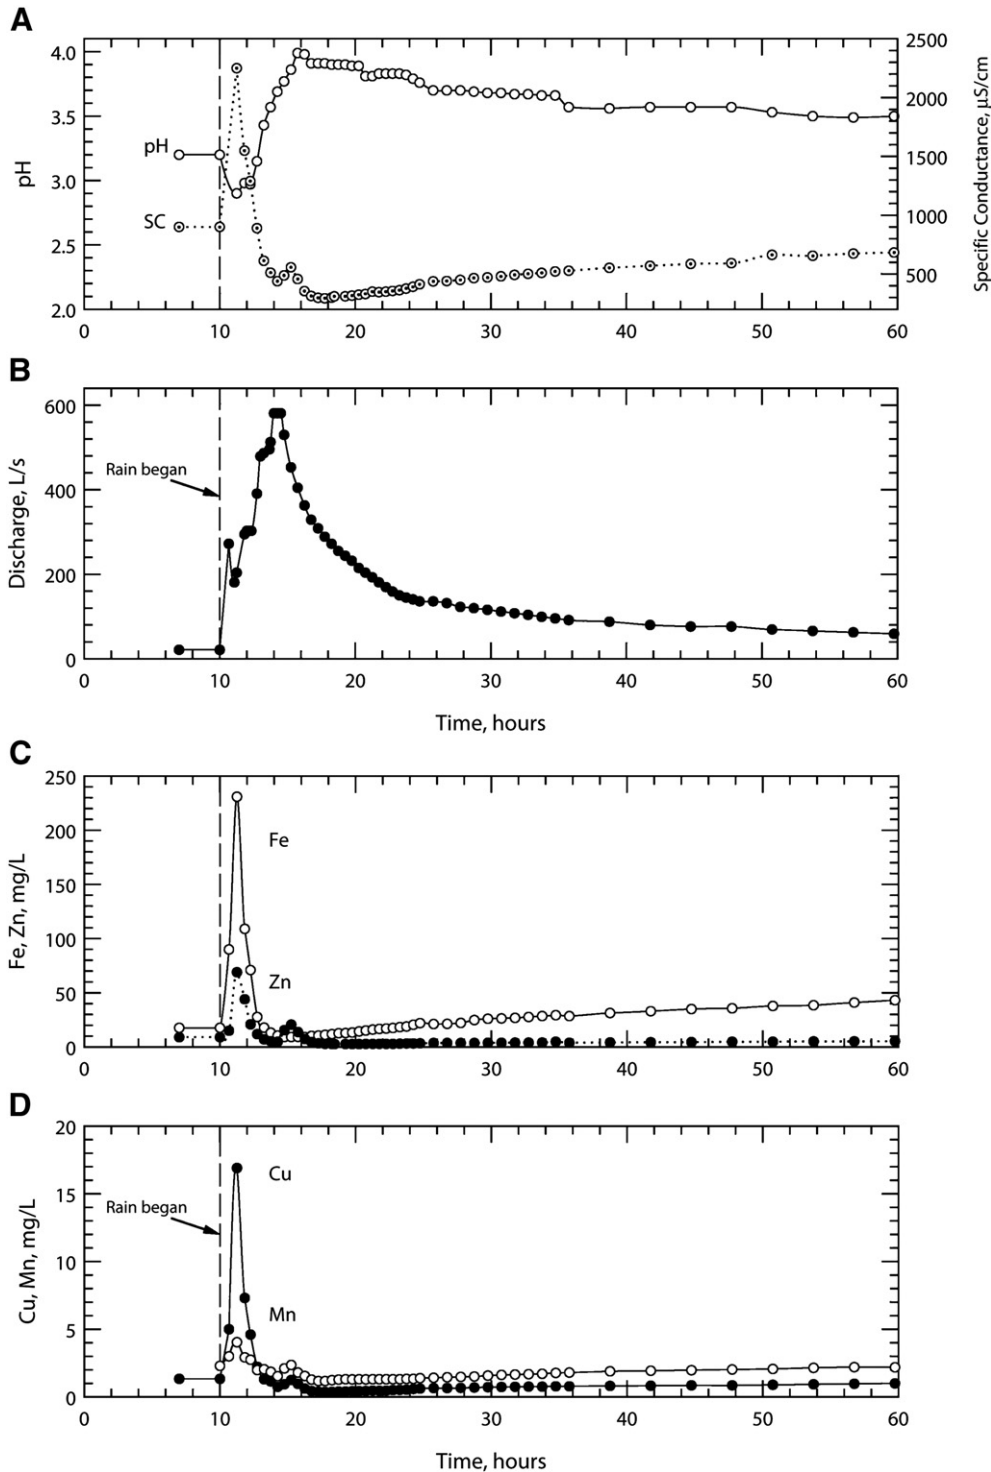 A
pH
4.0
3.5
3.0
2.5
2.0
pH
SC
2500
2000
1500
1000
500
Specific Conductance, µS/cm
0 10 20 30 40 50 60
B
Discharge, L/s
600
400
200
0
Rain began
0 10 20 30 40 50 60
Time, hours
C
Fe, Zn, mg/L
250
200
150
100
50
0
Fe
Zn
0 10 20 30 40 50 60
D
Cu, Mn, mg/L
20
15
10
5
0
Rain began
Cu
Mn
0 10 20 30 40 50 60
Time, hours